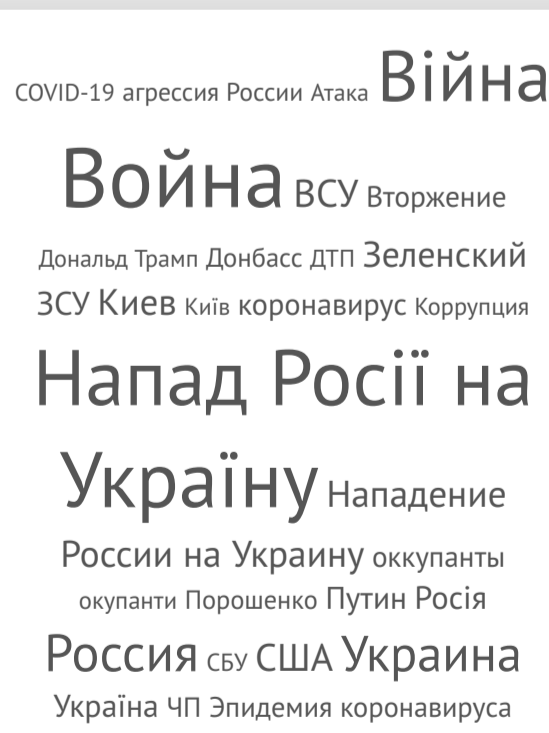 COVID-19 агрессия России Атака Війна
Война ВСУ Вторжение
Дональд Трамп Донбасс ДТП Зеленский
ЗСУ Киев Київ коронавирус Коррупция
Напад Росії на
Україну Нападение
России на Украину оккупанты
окупанти Порошенко Путин Росія
Россия СБУ США Украина
Україна ЧП Эпидемия коронавируса